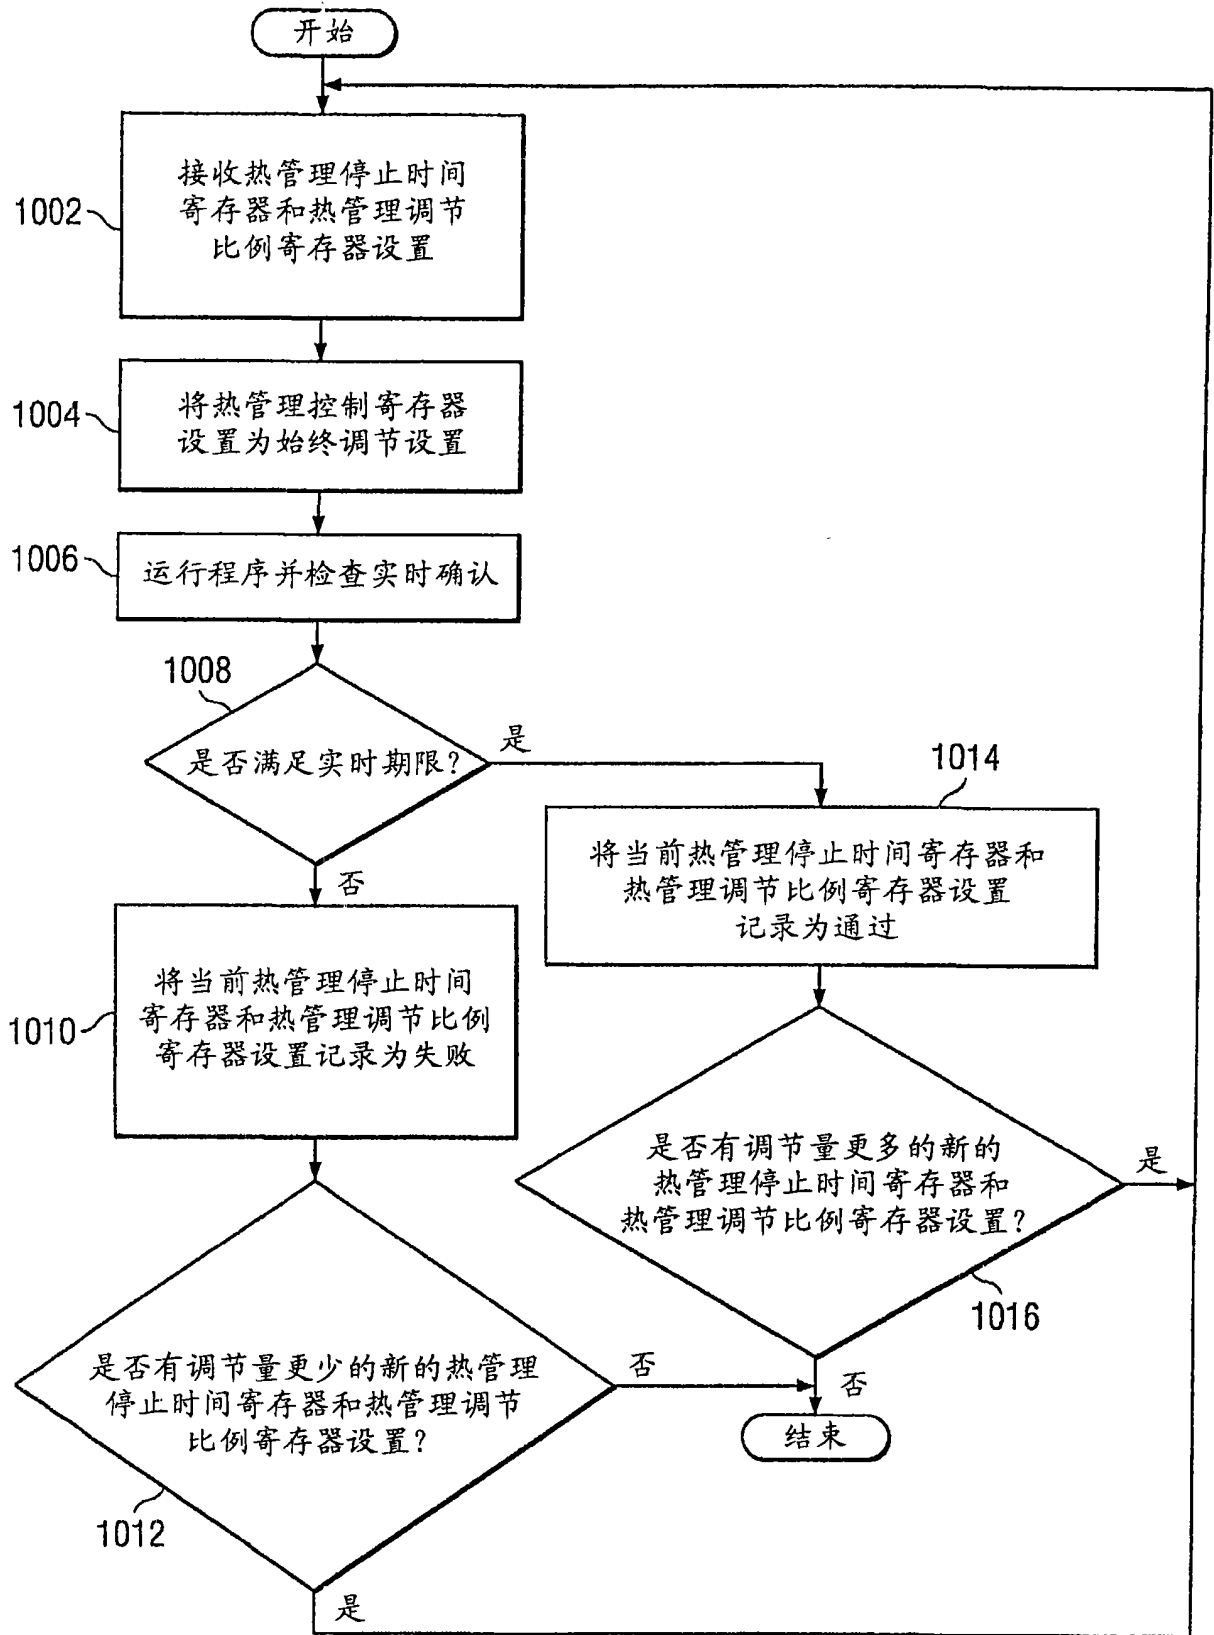 开始
接收热管理停止时间
寄存器和热管理调节
比例寄存器设置
1002
将热管理控制寄存器
设置为始终调节设置
1004
运行程序并检查实时确认
1006
1008
是否满足实时期限?
是
否
1014
将当前热管理停止时间寄存器和
热管理调节比例寄存器设置
记录为通过
将当前热管理停止时间
寄存器和热管理调节比例
寄存器设置记录为失败
1010
是否有调节量更多的新的
热管理停止时间寄存器和
热管理调节比例寄存器设置?
是
1016
否
是否有调节量更少的新的热管理
停止时间寄存器和热管理调节
比例寄存器设置?
否
结束
1012
是